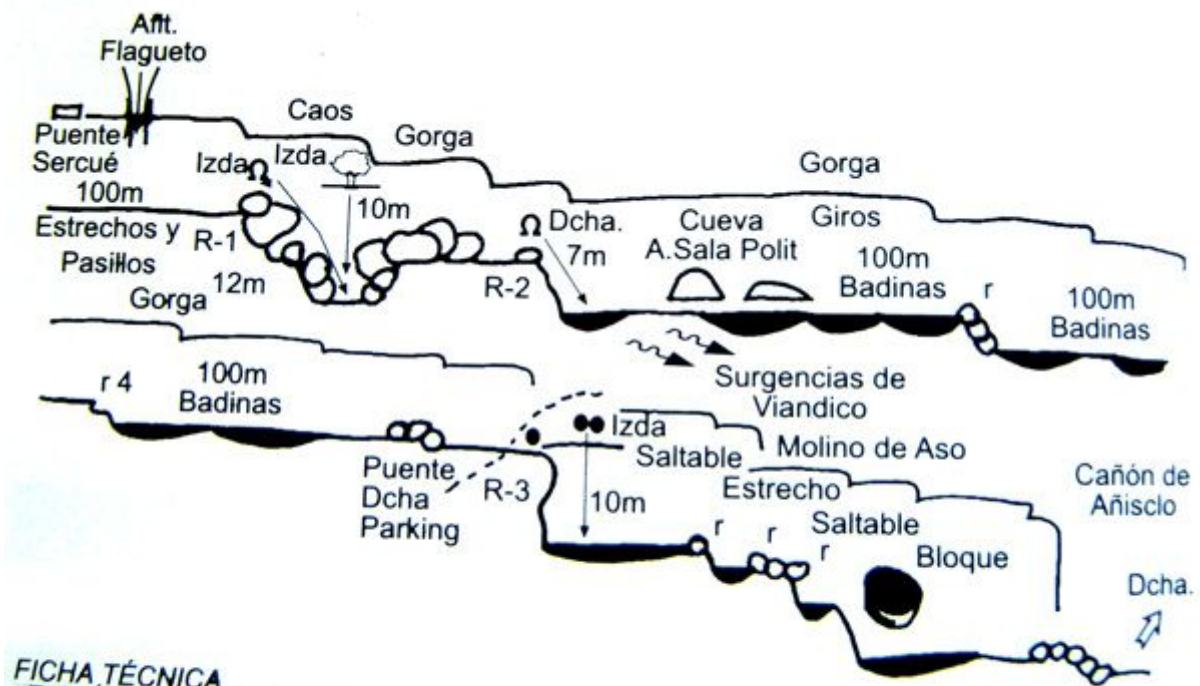 Aflt.
Flagueto
Caos
Gorga
Puente
Sercué
Izda.
Izda.
Gorga
100m
10m
Dcha.
7m
Cueva
A.Sala Polit
Giros
100m
Badinas
r
100m
Badinas
Estrechos y
Pasillos
R-1
12m
R-2
Gorga
Surgencias de
Viandico
r 4
100m
Badinas
Izda
Molino de Aso
Saltable
Puente
Dcha
Parking
R-3
10m
Estrecho
Saltable
Bloque
r
r
r
Cañón de
Añisclo
Dcha.
FICHA TÉCNICA